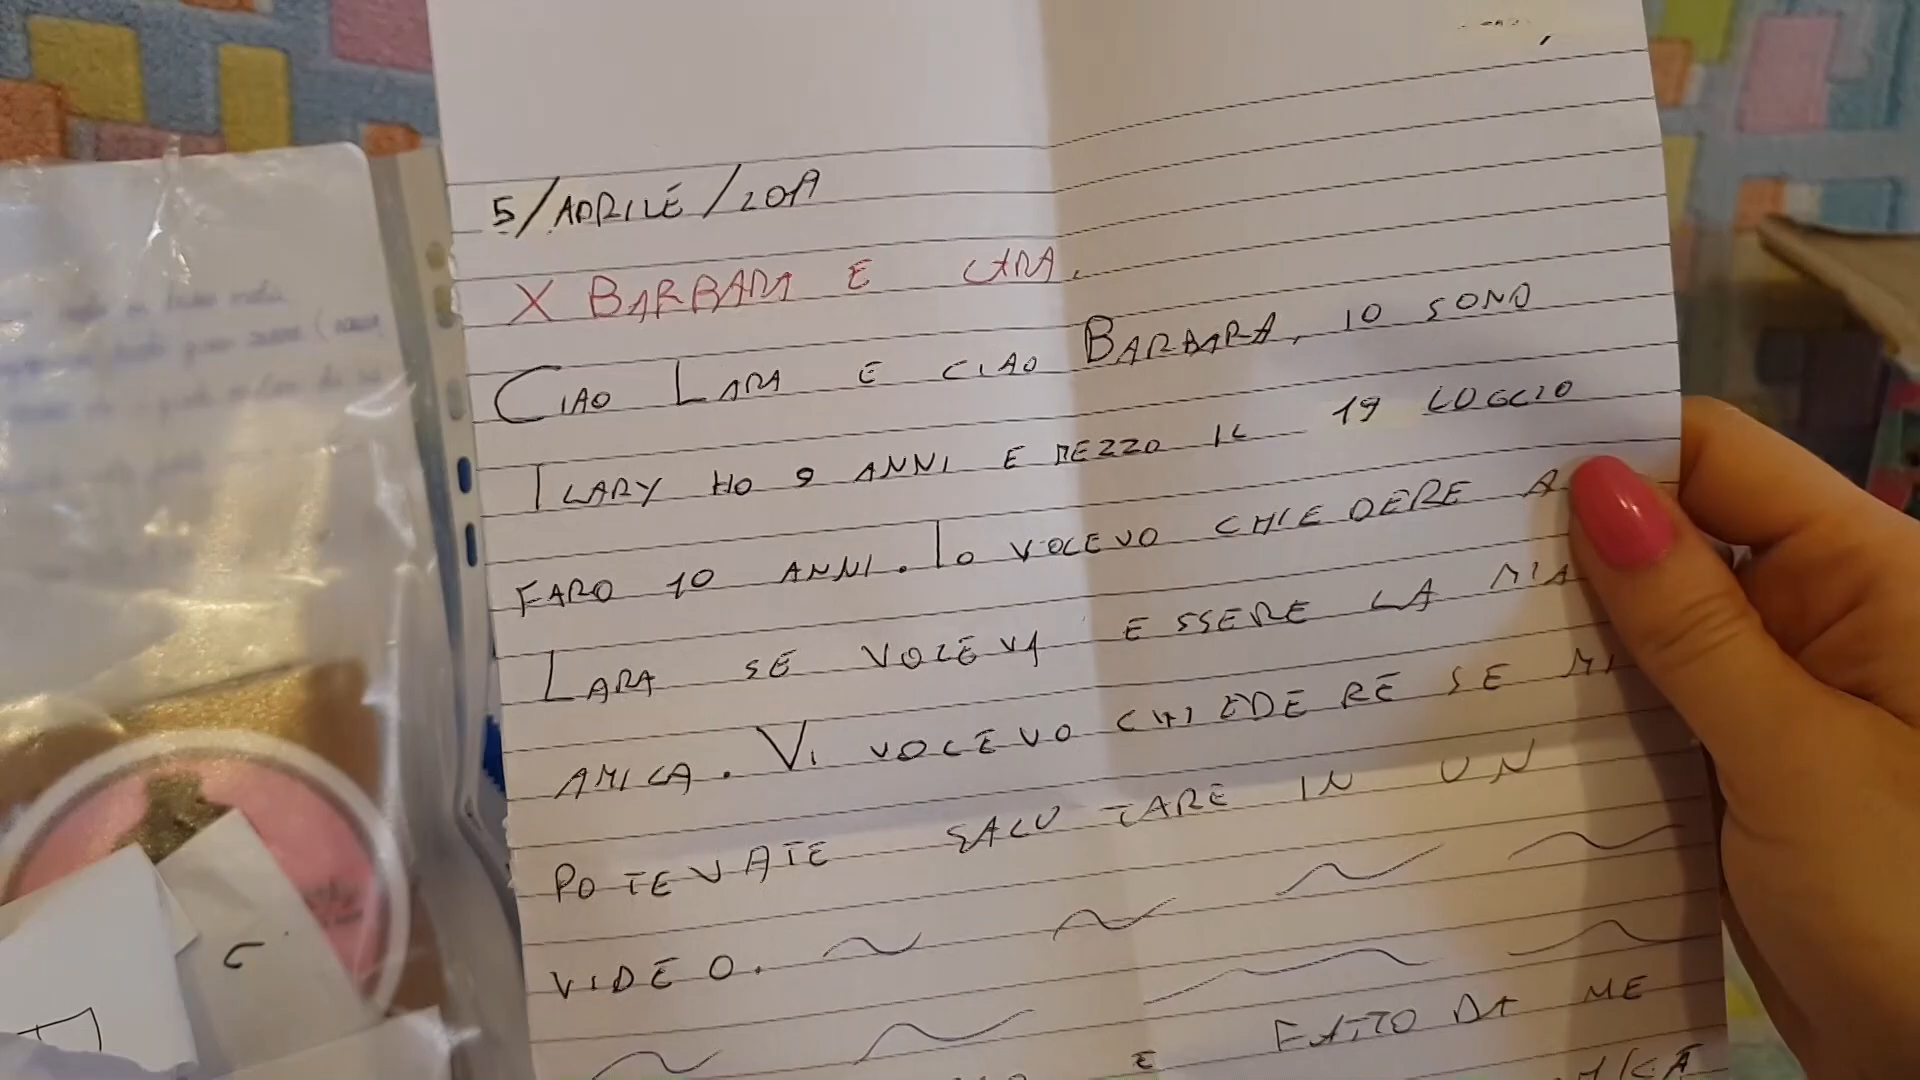 5/APRILE/2019
X BARBARA E LARA.
CIAO LARA E CIAO BARBARA, IO SONO
ILARY HO 9 ANNI E MEZZO IL 19 LUGLIO
FARO 10 ANNI. IO VOLEVO CHIEDERE A
LARA SE VOLEVA ESSERE LA MIA
AMICA. VI VOLEVO CHIEDERE SE MI
POTEVATE SALUTARE IN UN
VIDEO.
E FATTO DA ME